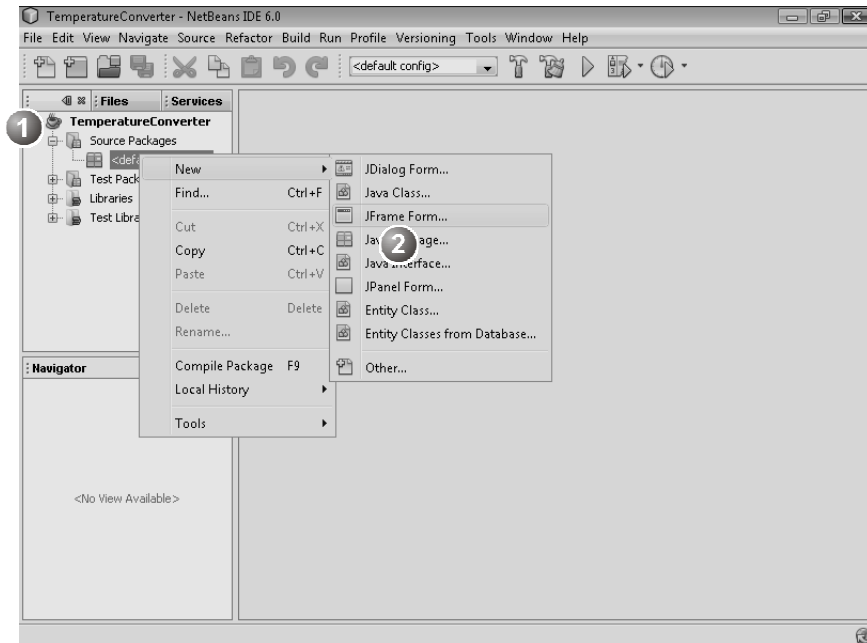 TemperatureConverter - NetBeans IDE 6.0
File Edit View Navigate Source Refactor Build Run Profile Versioning Tools Window Help
<default config>
Files Services
1
TemperatureConverter
Source Packages
<defa
Test Pack
Libraries
Test Libra
New
Find... Ctrl+F
Cut Ctrl+X
Copy Ctrl+C
Paste Ctrl+V
Delete Delete
Rename...
Compile Package F9
Local History
Tools
JDialog Form...
Java Class...
JFrame Form...
2
Java Interface...
JPanel Form...
Entity Class...
Entity Classes from Database...
Other...
Navigator
<No View Available>